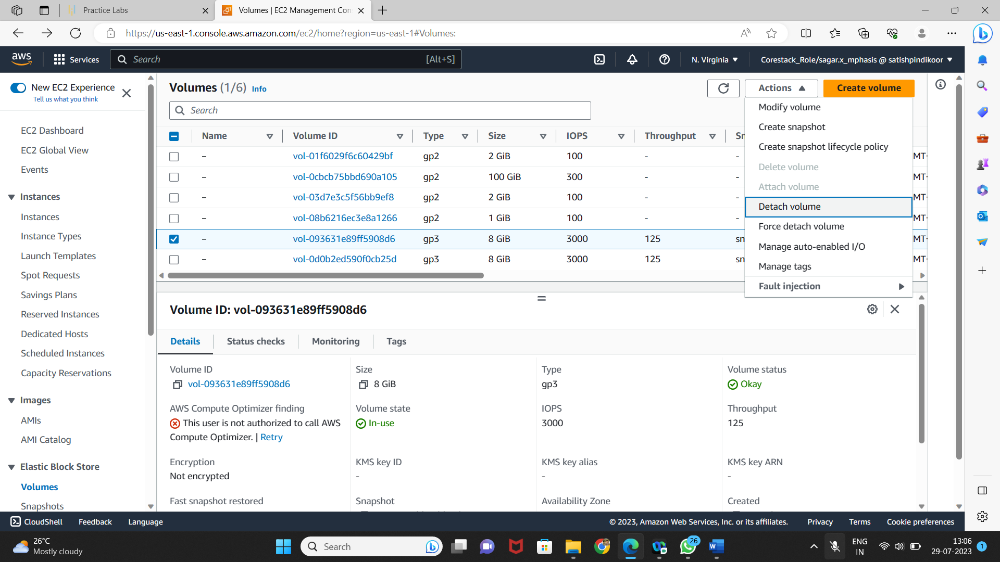 Practice Labs
Volumes | EC2 Management Con
https://us-east-1.console.aws.amazon.com/ec2/home?region=us-east-1#Volumes:
aws
Services
Search
[Alt+S]
N. Virginia
Corestack_Role/sagar.x_mphasis @ satishpindikoor
New EC2 Experience
Tell us what you think
EC2 Dashboard
EC2 Global View
Events
Instances
Instances
Instance Types
Launch Templates
Spot Requests
Savings Plans
Reserved Instances
Dedicated Hosts
Scheduled Instances
Capacity Reservations
Images
AMIs
AMI Catalog
Elastic Block Store
Volumes
Snapshots
Volumes (1/6) Info
Actions
Create volume
Search
Name Volume ID Type Size IOPS Throughput Sn
– vol-01f6029f6c60429bf gp2 2 GiB 100 - - MT-
– vol-0cbcb75bbd690a105 gp2 100 GiB 300 - - MT-
– vol-03d7e3c5f56bb9ef8 gp2 2 GiB 100 - - MT-
– vol-08b6216ec3e8a1266 gp2 1 GiB 100 - - MT-
– vol-093631e89ff5908d6 gp3 8 GiB 3000 125 sn MT-
– vol-0d0b2ed590f0cb25d gp3 8 GiB 3000 125 sn MT-
Modify volume
Create snapshot
Create snapshot lifecycle policy
Delete volume
Attach volume
Detach volume
Force detach volume
Manage auto-enabled I/O
Manage tags
Fault injection
Volume ID: vol-093631e89ff5908d6
Details
Status checks
Monitoring
Tags
Volume ID
vol-093631e89ff5908d6
Size
8 GiB
Type
gp3
Volume status
Okay
AWS Compute Optimizer finding
This user is not authorized to call AWS
Compute Optimizer. | Retry
Volume state
In-use
IOPS
3000
Throughput
125
Encryption
Not encrypted
KMS key ID
-
KMS key alias
-
KMS key ARN
-
Fast snapshot restored
Snapshot
Availability Zone
Created
CloudShell
Feedback
Language
© 2023, Amazon Web Services, Inc. or its affiliates.
Privacy
Terms
Cookie preferences
26°C
Mostly cloudy
Search
26
ENG
IN
13:06
29-07-2023
1